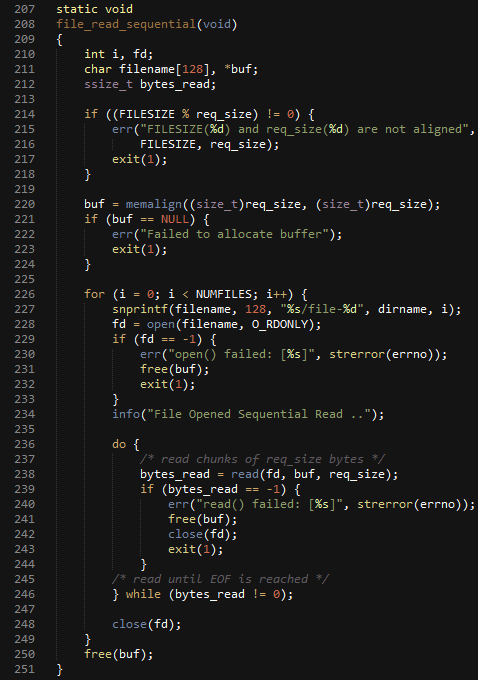 207 static void
208 file_read_sequential(void)
209 {
210     int i, fd;
211     char filename[128], *buf;
212     ssize_t bytes_read;
213
214     if ((FILESIZE % req_size) != 0) {
215         err("FILESIZE(%d) and req_size(%d) are not aligned",
216             FILESIZE, req_size);
217         exit(1);
218     }
219
220     buf = memalign((size_t)req_size, (size_t)req_size);
221     if (buf == NULL) {
222         err("Failed to allocate buffer");
223         exit(1);
224     }
225
226     for (i = 0; i < NUMFILES; i++) {
227         snprintf(filename, 128, "%s/file-%d", dirname, i);
228         fd = open(filename, O_RDONLY);
229         if (fd == -1) {
230             err("open() failed: [%s]", strerror(errno));
231             free(buf);
232             exit(1);
233         }
234         info("File Opened Sequential Read ..");
235
236         do {
237             /* read chunks of req_size bytes */
238             bytes_read = read(fd, buf, req_size);
239             if (bytes_read == -1) {
240                 err("read() failed: [%s]", strerror(errno));
241                 free(buf);
242                 close(fd);
243                 exit(1);
244             }
245         /* read until EOF is reached */
246         } while (bytes_read != 0);
247
248         close(fd);
249     }
250     free(buf);
251 }